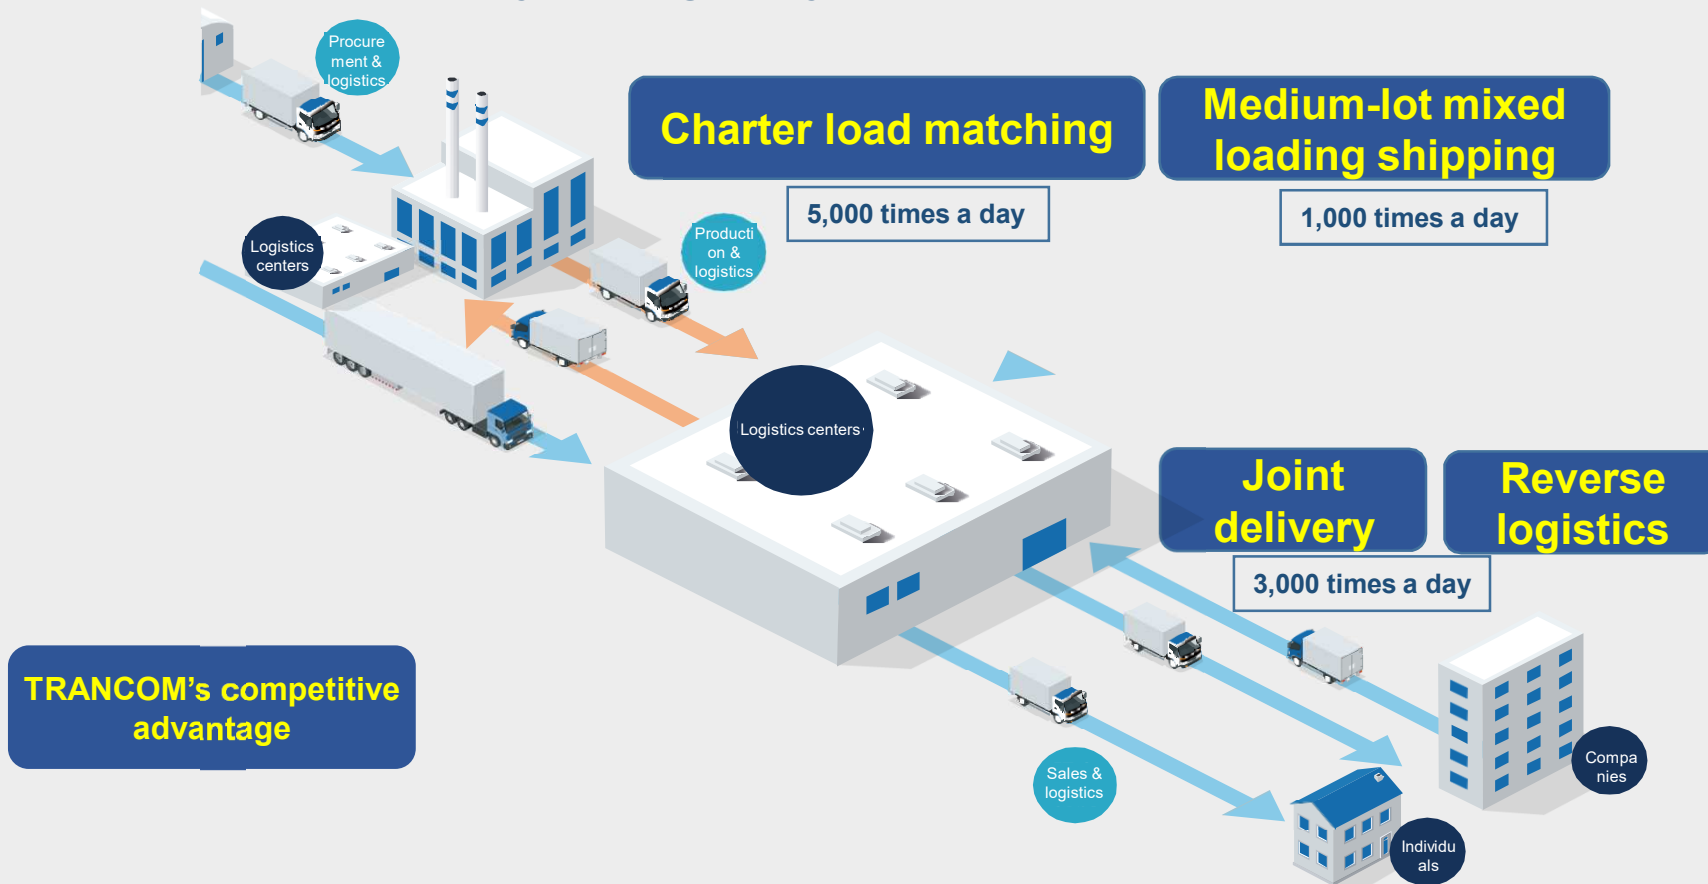 Procure
ment &
logistics
Charter load matching
Medium-lot mixed
loading shipping
5,000 times a day
1,000 times a day
Logistics
centers
Producti
on &
logistics
Logistics centers
Joint
delivery
Reverse
logistics
3,000 times a day
TRANCOM's competitive
advantage
Sales &
logistics
Compa
nies
Individu
als